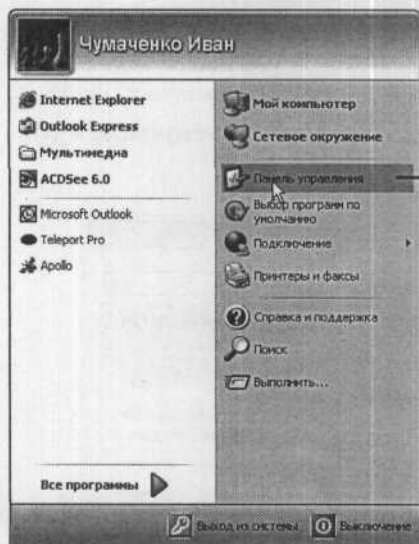 Чумаченко Иван
Internet Explorer
Outlook Express
Мультимедиа
ACDSee 6.0
Microsoft Outlook
Teleport Pro
Apollo
Все программы
Мой компьютер
Сетевое окружение
Панель управления
Выбор программ по
умолчанию
Подключение
Принтеры и факсы
Справка и поддержка
Поиск
Выполнить...
Выход из системы
Выключение